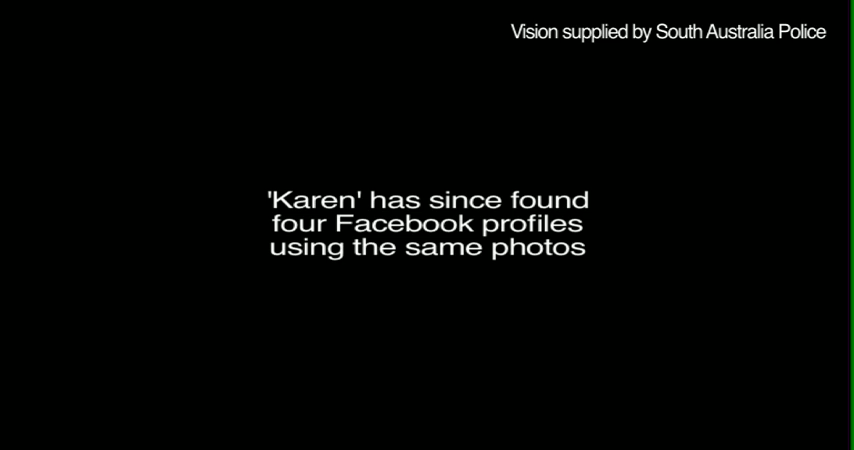 Vision supplied by South Australia Police
'Karen' has since found
four Facebook profiles
using the same photos